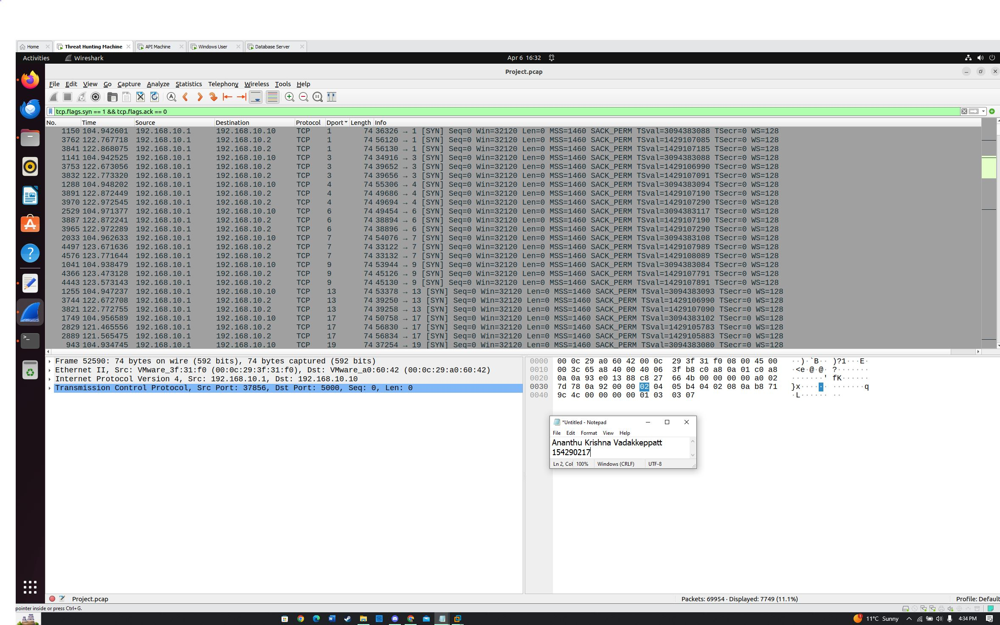 Home
Threat Hunting Machine
API Machine
Windows User
Database Server
Activities Wireshark Apr 6 16:32
Project.pcap
File Edit View Go Capture Analyze Statistics Telephony Wireless Tools Help
tcp.flags.syn == 1 && tcp.flags.ack == 0
No. Time Source Destination Protocol Dport Length Info
1150 104.942601 192.168.10.1 192.168.10.10 TCP 1 74 36326 → 1 [SYN] Seq=0 Win=32120 Len=0 MSS=1460 SACK_PERM TSval=3094383088 TSecr=0 WS=128
3762 122.767718 192.168.10.1 192.168.10.2 TCP 1 74 56120 → 1 [SYN] Seq=0 Win=32120 Len=0 MSS=1460 SACK_PERM TSval=1429107085 TSecr=0 WS=128
3841 122.868075 192.168.10.1 192.168.10.2 TCP 1 74 56130 → 1 [SYN] Seq=0 Win=32120 Len=0 MSS=1460 SACK_PERM TSval=1429107185 TSecr=0 WS=128
1141 104.942525 192.168.10.1 192.168.10.10 TCP 3 74 34916 → 3 [SYN] Seq=0 Win=32120 Len=0 MSS=1460 SACK_PERM TSval=3094383088 TSecr=0 WS=128
3753 122.673056 192.168.10.1 192.168.10.2 TCP 3 74 39652 → 3 [SYN] Seq=0 Win=32120 Len=0 MSS=1460 SACK_PERM TSval=1429106990 TSecr=0 WS=128
3832 122.773320 192.168.10.1 192.168.10.2 TCP 3 74 39656 → 3 [SYN] Seq=0 Win=32120 Len=0 MSS=1460 SACK_PERM TSval=1429107091 TSecr=0 WS=128
1288 104.948202 192.168.10.1 192.168.10.10 TCP 4 74 55306 → 4 [SYN] Seq=0 Win=32120 Len=0 MSS=1460 SACK_PERM TSval=3094383094 TSecr=0 WS=128
3891 122.872449 192.168.10.1 192.168.10.2 TCP 4 74 49686 → 4 [SYN] Seq=0 Win=32120 Len=0 MSS=1460 SACK_PERM TSval=1429107190 TSecr=0 WS=128
3970 122.972545 192.168.10.1 192.168.10.2 TCP 4 74 49694 → 4 [SYN] Seq=0 Win=32120 Len=0 MSS=1460 SACK_PERM TSval=1429107290 TSecr=0 WS=128
2529 104.971377 192.168.10.1 192.168.10.10 TCP 6 74 49454 → 6 [SYN] Seq=0 Win=32120 Len=0 MSS=1460 SACK_PERM TSval=3094383117 TSecr=0 WS=128
3887 122.872241 192.168.10.1 192.168.10.2 TCP 6 74 38894 → 6 [SYN] Seq=0 Win=32120 Len=0 MSS=1460 SACK_PERM TSval=1429107190 TSecr=0 WS=128
3965 122.972289 192.168.10.1 192.168.10.2 TCP 6 74 38896 → 6 [SYN] Seq=0 Win=32120 Len=0 MSS=1460 SACK_PERM TSval=1429107290 TSecr=0 WS=128
2033 104.962633 192.168.10.1 192.168.10.10 TCP 7 74 54076 → 7 [SYN] Seq=0 Win=32120 Len=0 MSS=1460 SACK_PERM TSval=3094383108 TSecr=0 WS=128
4497 123.671636 192.168.10.1 192.168.10.2 TCP 7 74 33122 → 7 [SYN] Seq=0 Win=32120 Len=0 MSS=1460 SACK_PERM TSval=1429107989 TSecr=0 WS=128
4576 123.771644 192.168.10.1 192.168.10.2 TCP 7 74 33132 → 7 [SYN] Seq=0 Win=32120 Len=0 MSS=1460 SACK_PERM TSval=1429108089 TSecr=0 WS=128
1041 104.938479 192.168.10.1 192.168.10.10 TCP 9 74 53944 → 9 [SYN] Seq=0 Win=32120 Len=0 MSS=1460 SACK_PERM TSval=3094383084 TSecr=0 WS=128
4366 123.473128 192.168.10.1 192.168.10.2 TCP 9 74 45126 → 9 [SYN] Seq=0 Win=32120 Len=0 MSS=1460 SACK_PERM TSval=1429107791 TSecr=0 WS=128
4443 123.573143 192.168.10.1 192.168.10.2 TCP 9 74 45130 → 9 [SYN] Seq=0 Win=32120 Len=0 MSS=1460 SACK_PERM TSval=1429107891 TSecr=0 WS=128
1255 104.947237 192.168.10.1 192.168.10.10 TCP 13 74 53378 → 13 [SYN] Seq=0 Win=32120 Len=0 MSS=1460 SACK_PERM TSval=3094383093 TSecr=0 WS=128
3744 122.672708 192.168.10.1 192.168.10.2 TCP 13 74 39250 → 13 [SYN] Seq=0 Win=32120 Len=0 MSS=1460 SACK_PERM TSval=1429106990 TSecr=0 WS=128
3821 122.772755 192.168.10.1 192.168.10.2 TCP 13 74 39258 → 13 [SYN] Seq=0 Win=32120 Len=0 MSS=1460 SACK_PERM TSval=1429107090 TSecr=0 WS=128
1749 104.956589 192.168.10.1 192.168.10.10 TCP 17 74 50758 → 17 [SYN] Seq=0 Win=32120 Len=0 MSS=1460 SACK_PERM TSval=3094383102 TSecr=0 WS=128
2829 121.465556 192.168.10.1 192.168.10.2 TCP 17 74 56830 → 17 [SYN] Seq=0 Win=32120 Len=0 MSS=1460 SACK_PERM TSval=1429105783 TSecr=0 WS=128
2889 121.565475 192.168.10.1 192.168.10.2 TCP 17 74 56834 → 17 [SYN] Seq=0 Win=32120 Len=0 MSS=1460 SACK_PERM TSval=1429105883 TSecr=0 WS=128
943 104.934745 192.168.10.1 192.168.10.10 TCP 19 74 37254 → 19 [SYN] Seq=0 Win=32120 Len=0 MSS=1460 SACK_PERM TSval=3094383080 TSecr=0 WS=128
Frame 52590: 74 bytes on wire (592 bits), 74 bytes captured (592 bits)
Ethernet II, Src: VMware_3f:31:f0 (00:0c:29:3f:31:f0), Dst: VMware_a0:60:42 (00:0c:29:a0:60:42)
Internet Protocol Version 4, Src: 192.168.10.1, Dst: 192.168.10.10
Transmission Control Protocol, Src Port: 37856, Dst Port: 5000, Seq: 0, Len: 0
0000 00 0c 29 a0 60 42 00 0c 29 3f 31 f0 08 00 45 00 ··)·`B·· )?1···E·
0010 00 3c 65 a8 40 00 40 06 3f b8 c0 a8 0a 01 c0 a8 ·<e·@·@· ?·······
0020 0a 0a 93 e0 13 88 c8 27 66 4b 00 00 00 00 a0 02 ·······' fK······
0030 7d 78 0a 92 00 00 02 04 05 b4 04 02 08 0a b8 71 }x······ ·······q
0040 9c 4c 00 00 00 00 01 03 03 07 ·L······ ··
*Untitled - Notepad
File Edit Format View Help
Ananthu Krishna Vadakkeppatt
154290217
Ln 2, Col 100% Windows (CRLF) UTF-8
Project.pcap Packets: 69954 · Displayed: 7749 (11.1%) Profile: Default
pointer inside or press Ctrl+G.
1 11°C Sunny 4:34 PM